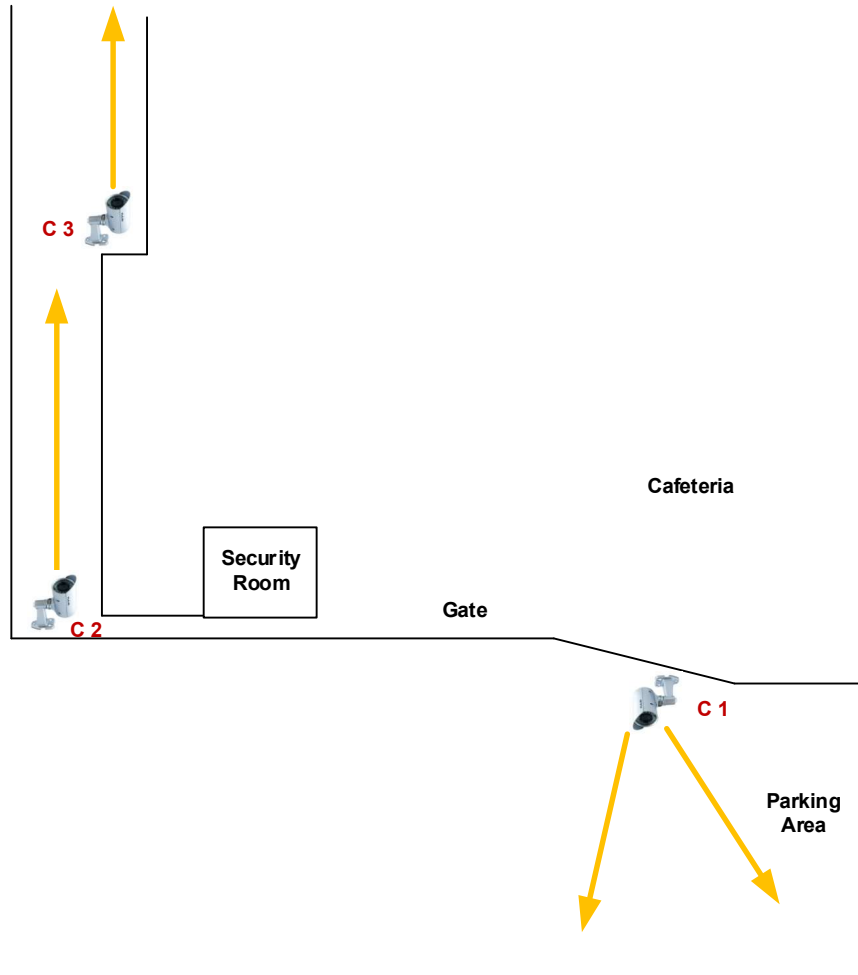 C 3
Cafeteria
Security
Room
Gate
C 2
C 1
Parking
Area